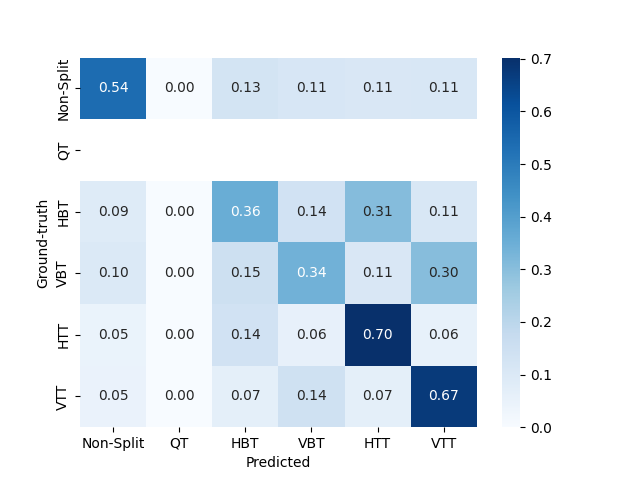 Non-Split 0.54 0.00 0.13 0.11 0.11 0.11
QT
HBT 0.09 0.00 0.36 0.14 0.31 0.11
VBT 0.10 0.00 0.15 0.34 0.11 0.30
HTT 0.05 0.00 0.14 0.06 0.70 0.06
VTT 0.05 0.00 0.07 0.14 0.07 0.67
Non-Split QT HBT VBT HTT VTT
Predicted
Ground-truth
0.7
0.6
0.5
0.4
0.3
0.2
0.1
0.0